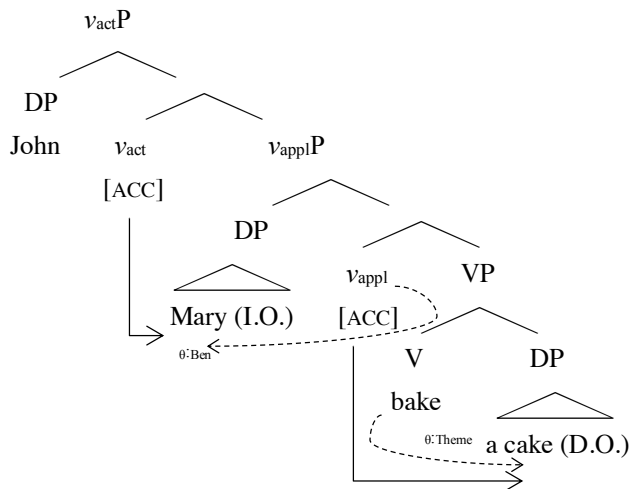 vactP
DP
John vact vapplP
[ACC]
DP
vappl VP
Mary (I.O.) [ACC]
θ:Ben V DP
bake
θ:Theme a cake (D.O.)